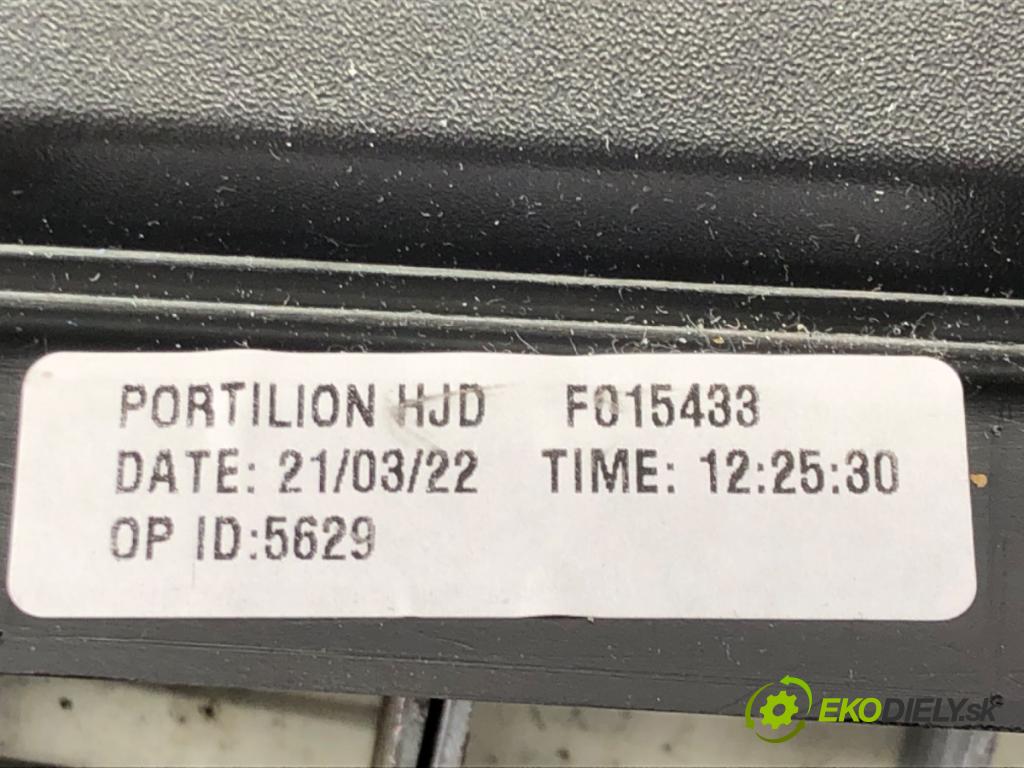 PORTILION HJD F015433
DATE: 21/03/22 TIME: 12:25:30
OP ID:5629
EKODIELY.sk